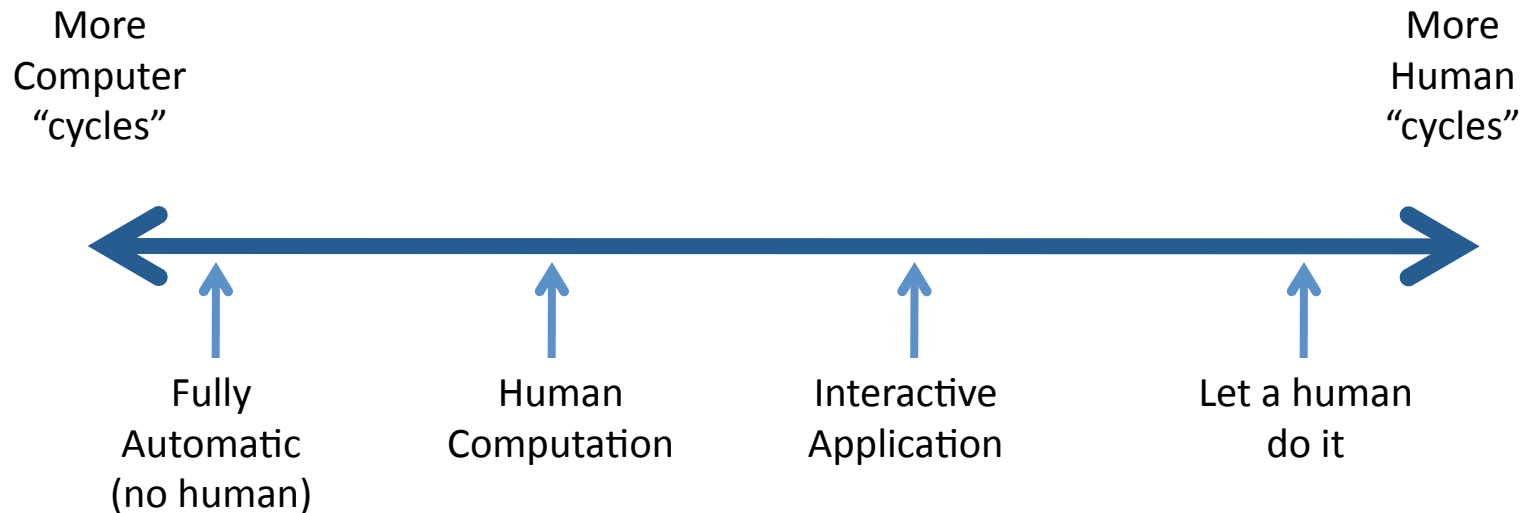 More
Computer
“cycles”
More
Human
“cycles”
Fully
Automatic
(no human)
Human
Computation
Interactive
Application
Let a human
do it